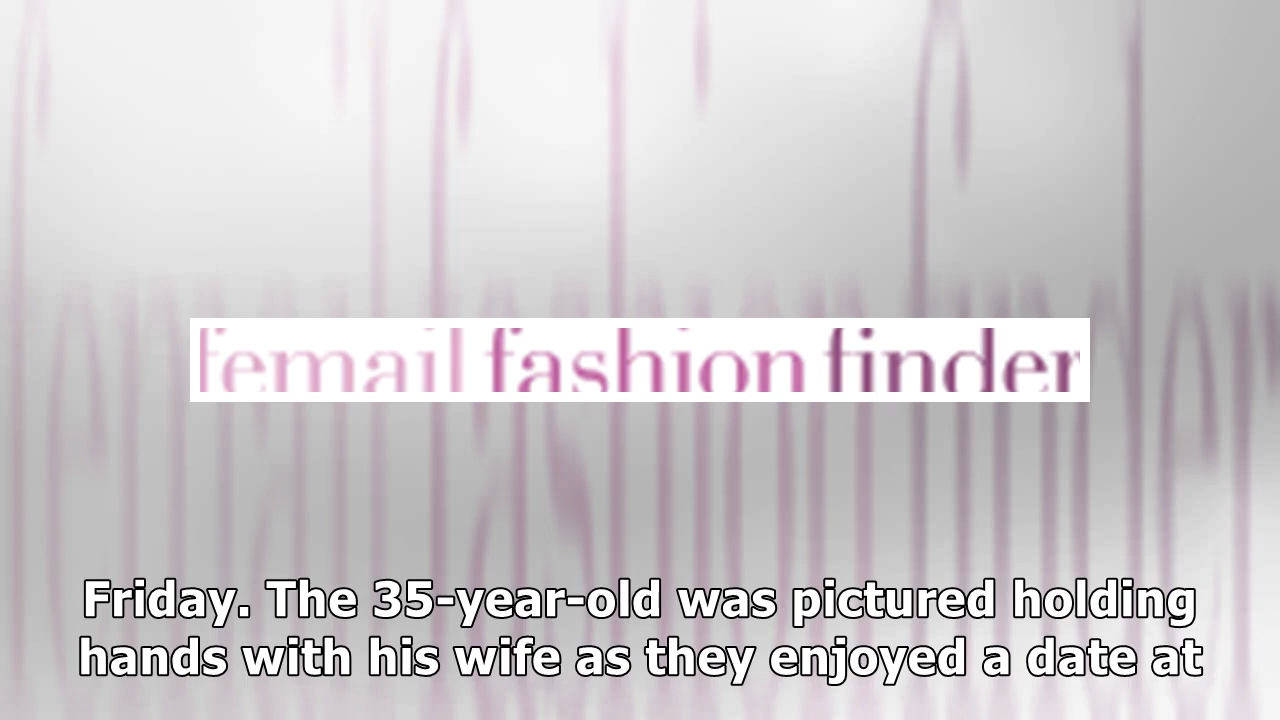 femail fashion finder
Friday. The 35-year-old was pictured holding
hands with his wife as they enjoyed a date at